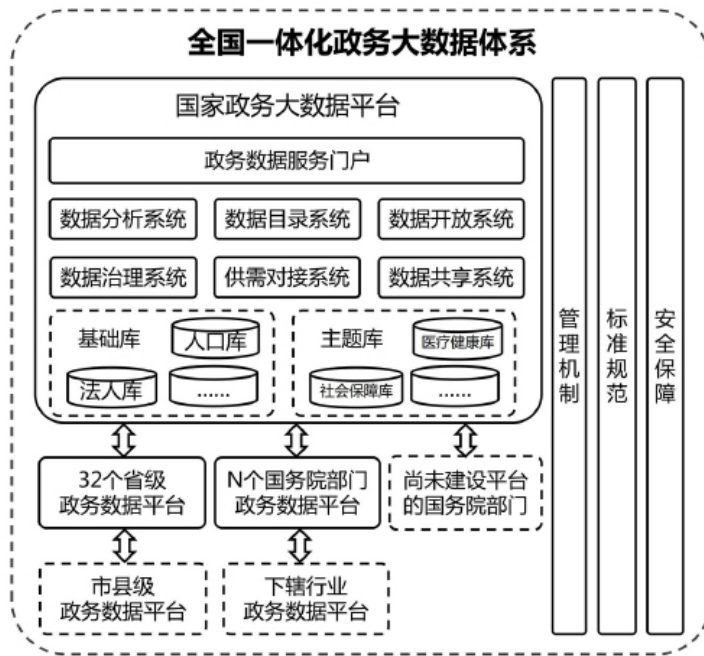 全国一体化政务大数据体系
国家政务大数据平台
政务数据服务门户
数据分析系统
数据目录系统
数据开放系统
数据治理系统
供需对接系统
数据共享系统
基础库
人口库
法人库
......
主题库
医疗健康库
社会保障库
......
32个省级
政务数据平台
N个国务院部门
政务数据平台
尚未建设平台
的国务院部门
市县级
政务数据平台
下辖行业
政务数据平台
管理机制
标准规范
安全保障